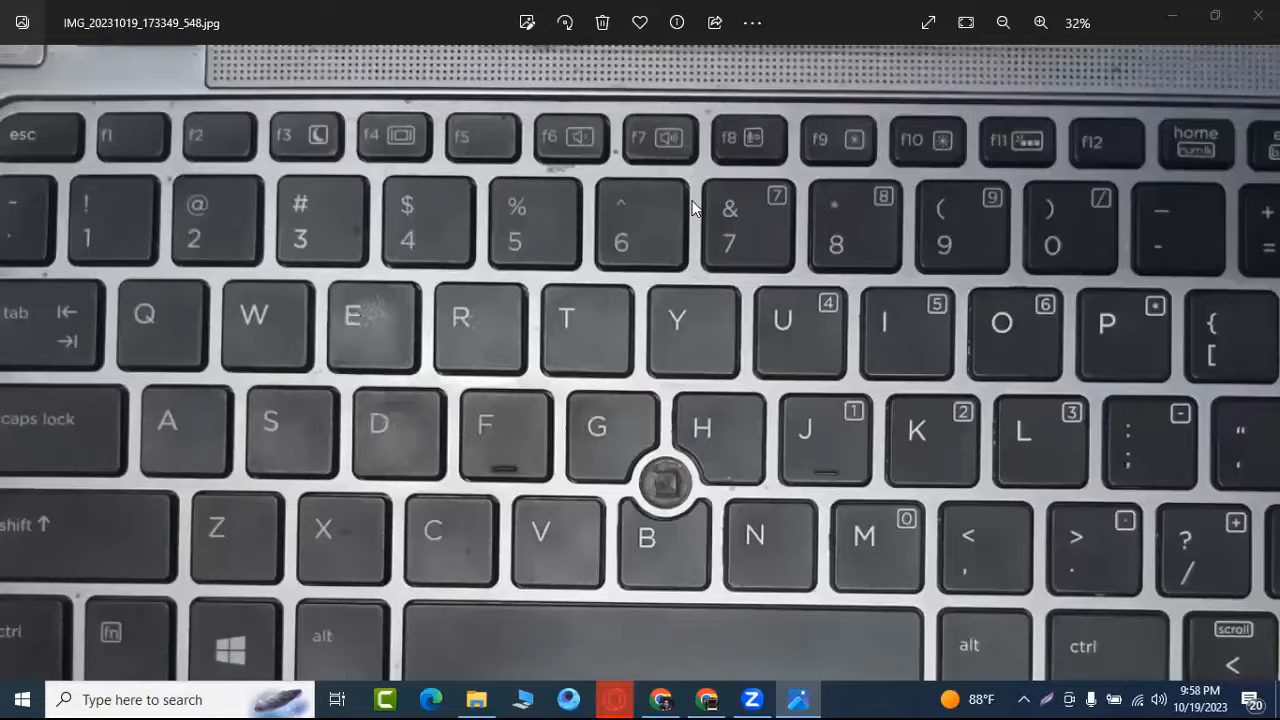 IMG_20231019_173349_548.jpg
32%
esc f1 f2 f3 f4 f5 f6 f7 f8 f9 f10 f11 f12 home
num lk
~ ! @ # $ % ^ & 7 * 8 ( 9 ) / — +
` 1 2 3 4 5 6 7 8 9 0 - =
tab Q W E R T Y U 4 I 5 O 6 P * {
[
caps lock A S D F G H J 1 K 2 L 3 : - “
; ‘
shift Z X C V B N M 0 < > . ? +
, . /
ctrl fn alt alt ctrl scroll
<
Type here to search
88°F
9:58 PM
10/19/2023
20